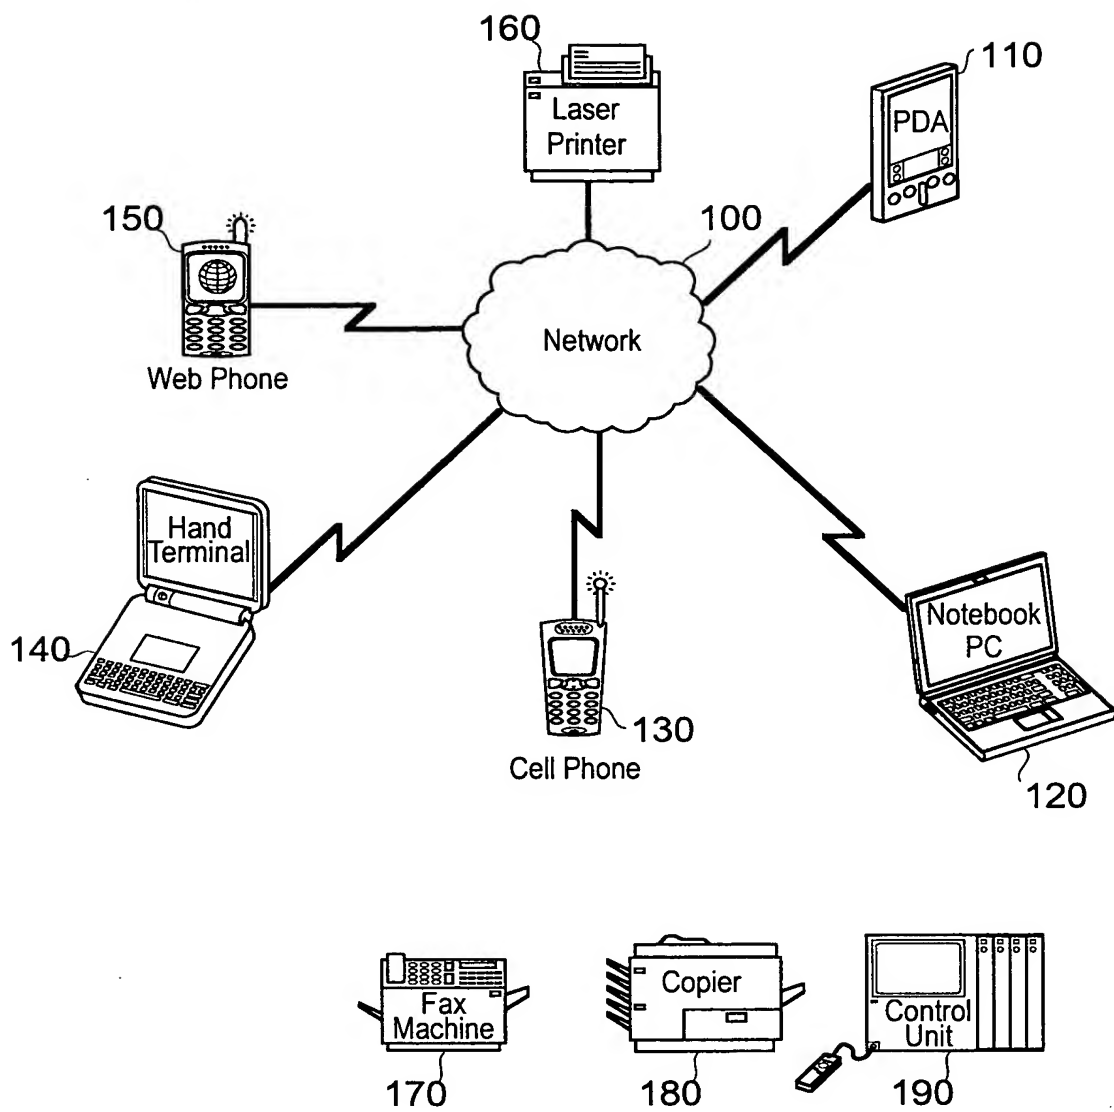 160
Laser
Printer
110
PDA
150
100
Network
Web Phone
Hand
Terminal
140
130
Cell Phone
Notebook
PC
120
Fax
Machine
170
Copier
180
Control
Unit
190